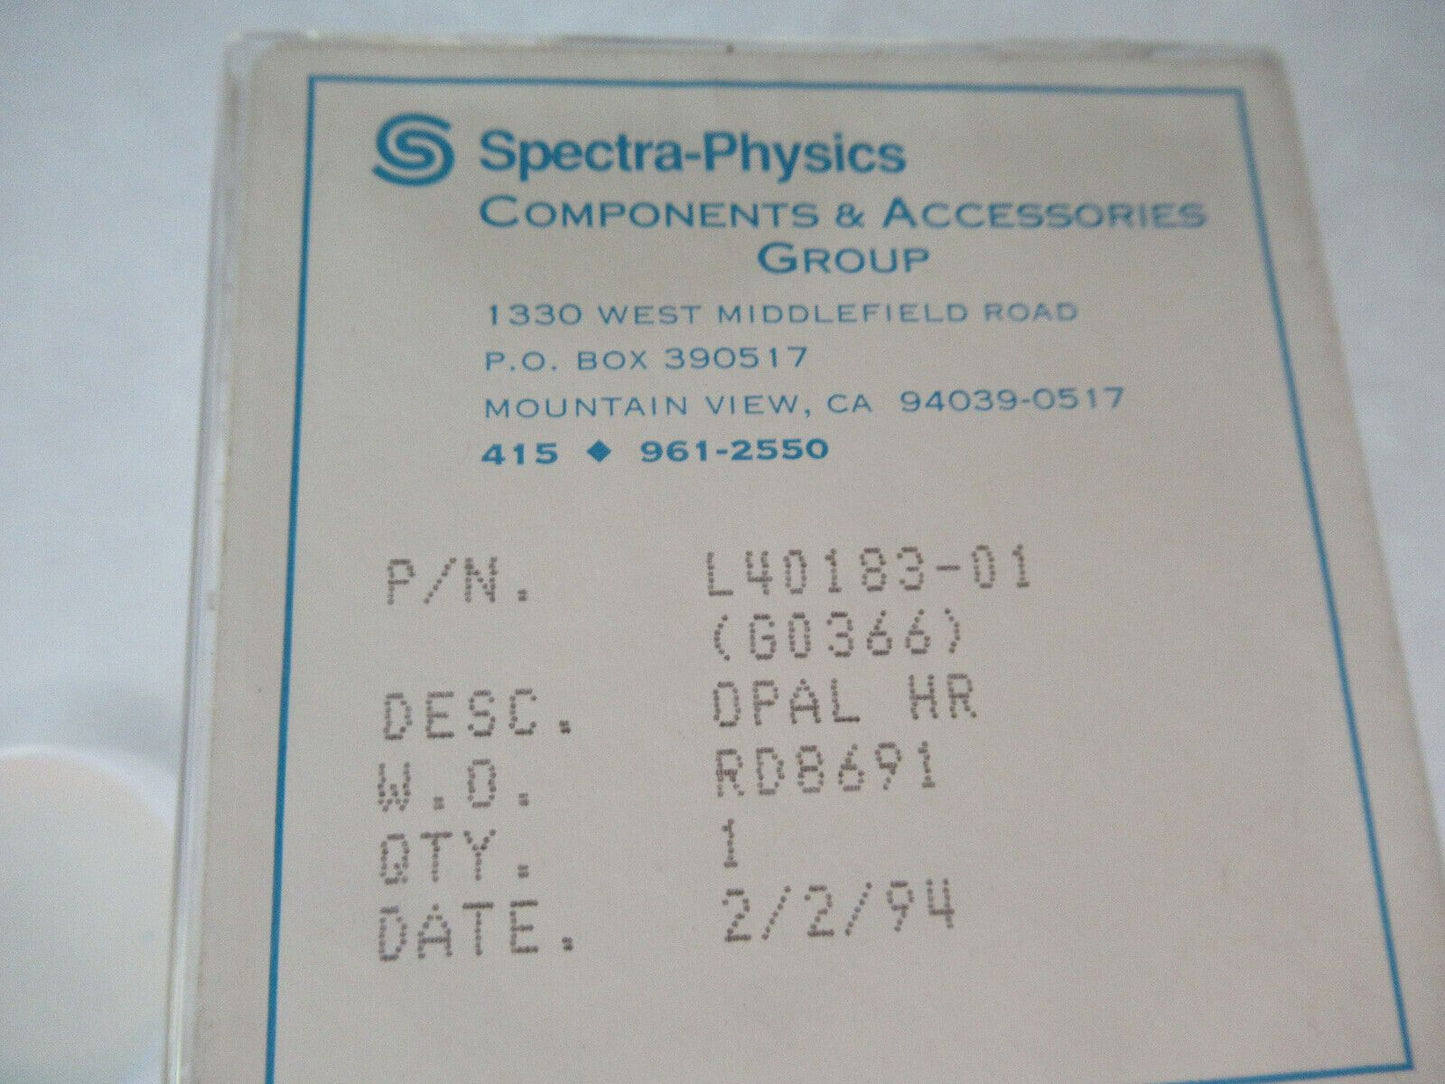 Spectra-Physics
COMPONENTS & ACCESSORIES
GROUP
1330 WEST MIDDLEFIELD ROAD
P.O. BOX 390517
MOUNTAIN VIEW, CA 94039-0517
415 ◆ 961-2550
P/N. L40183-01
(G0366)
DESC. OPAL HR
W.O. RD8691
QTY. 1
DATE. 2/2/94